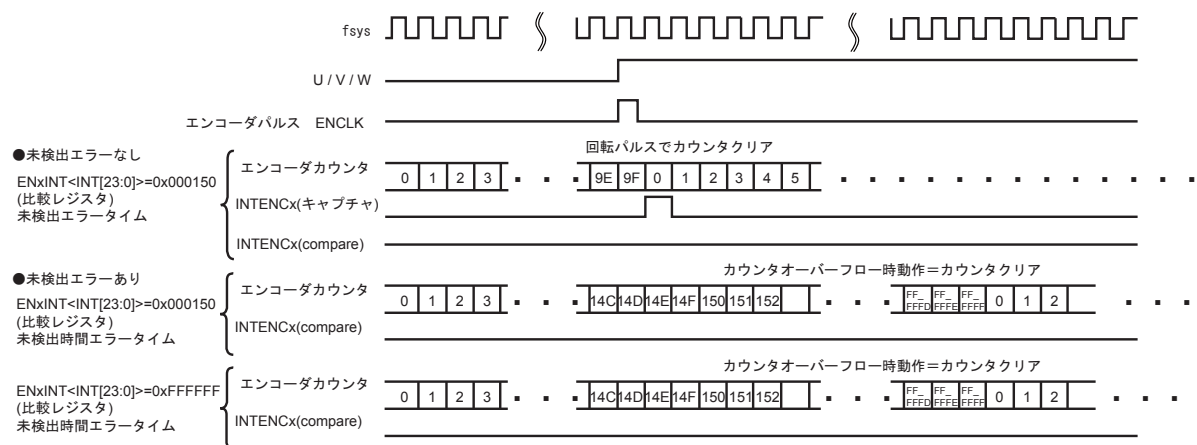 fsys
U / V / W
エンコーダパルス ENCLK
●未検出エラーなし
ENxINT<INT[23:0]>=0x000150
(比較レジスタ)
未検出エラータイム
回転パルスでカウンタクリア
エンコーダカウンタ
0 1 2 3 9E 9F 0 1 2 3 4 5
INTENCx(キャプチャ)
INTENCx(compare)
●未検出エラーあり
ENxINT<INT[23:0]>=0x000150
(比較レジスタ)
未検出時間エラータイム
カウンタオーバーフロー時動作=カウンタクリア
エンコーダカウンタ
0 1 2 3 14C 14D 14E 14F 150 151 152 FF_FFFD FF_FFFE FF_FFFF 0 1 2
INTENCx(compare)
ENxINT<INT[23:0]>=0xFFFFFF
(比較レジスタ)
未検出時間エラータイム
カウンタオーバーフロー時動作=カウンタクリア
エンコーダカウンタ
0 1 2 3 14C 14D 14E 14F 150 151 152 FF_FFFD FF_FFFE FF_FFFF 0 1 2
INTENCx(compare)